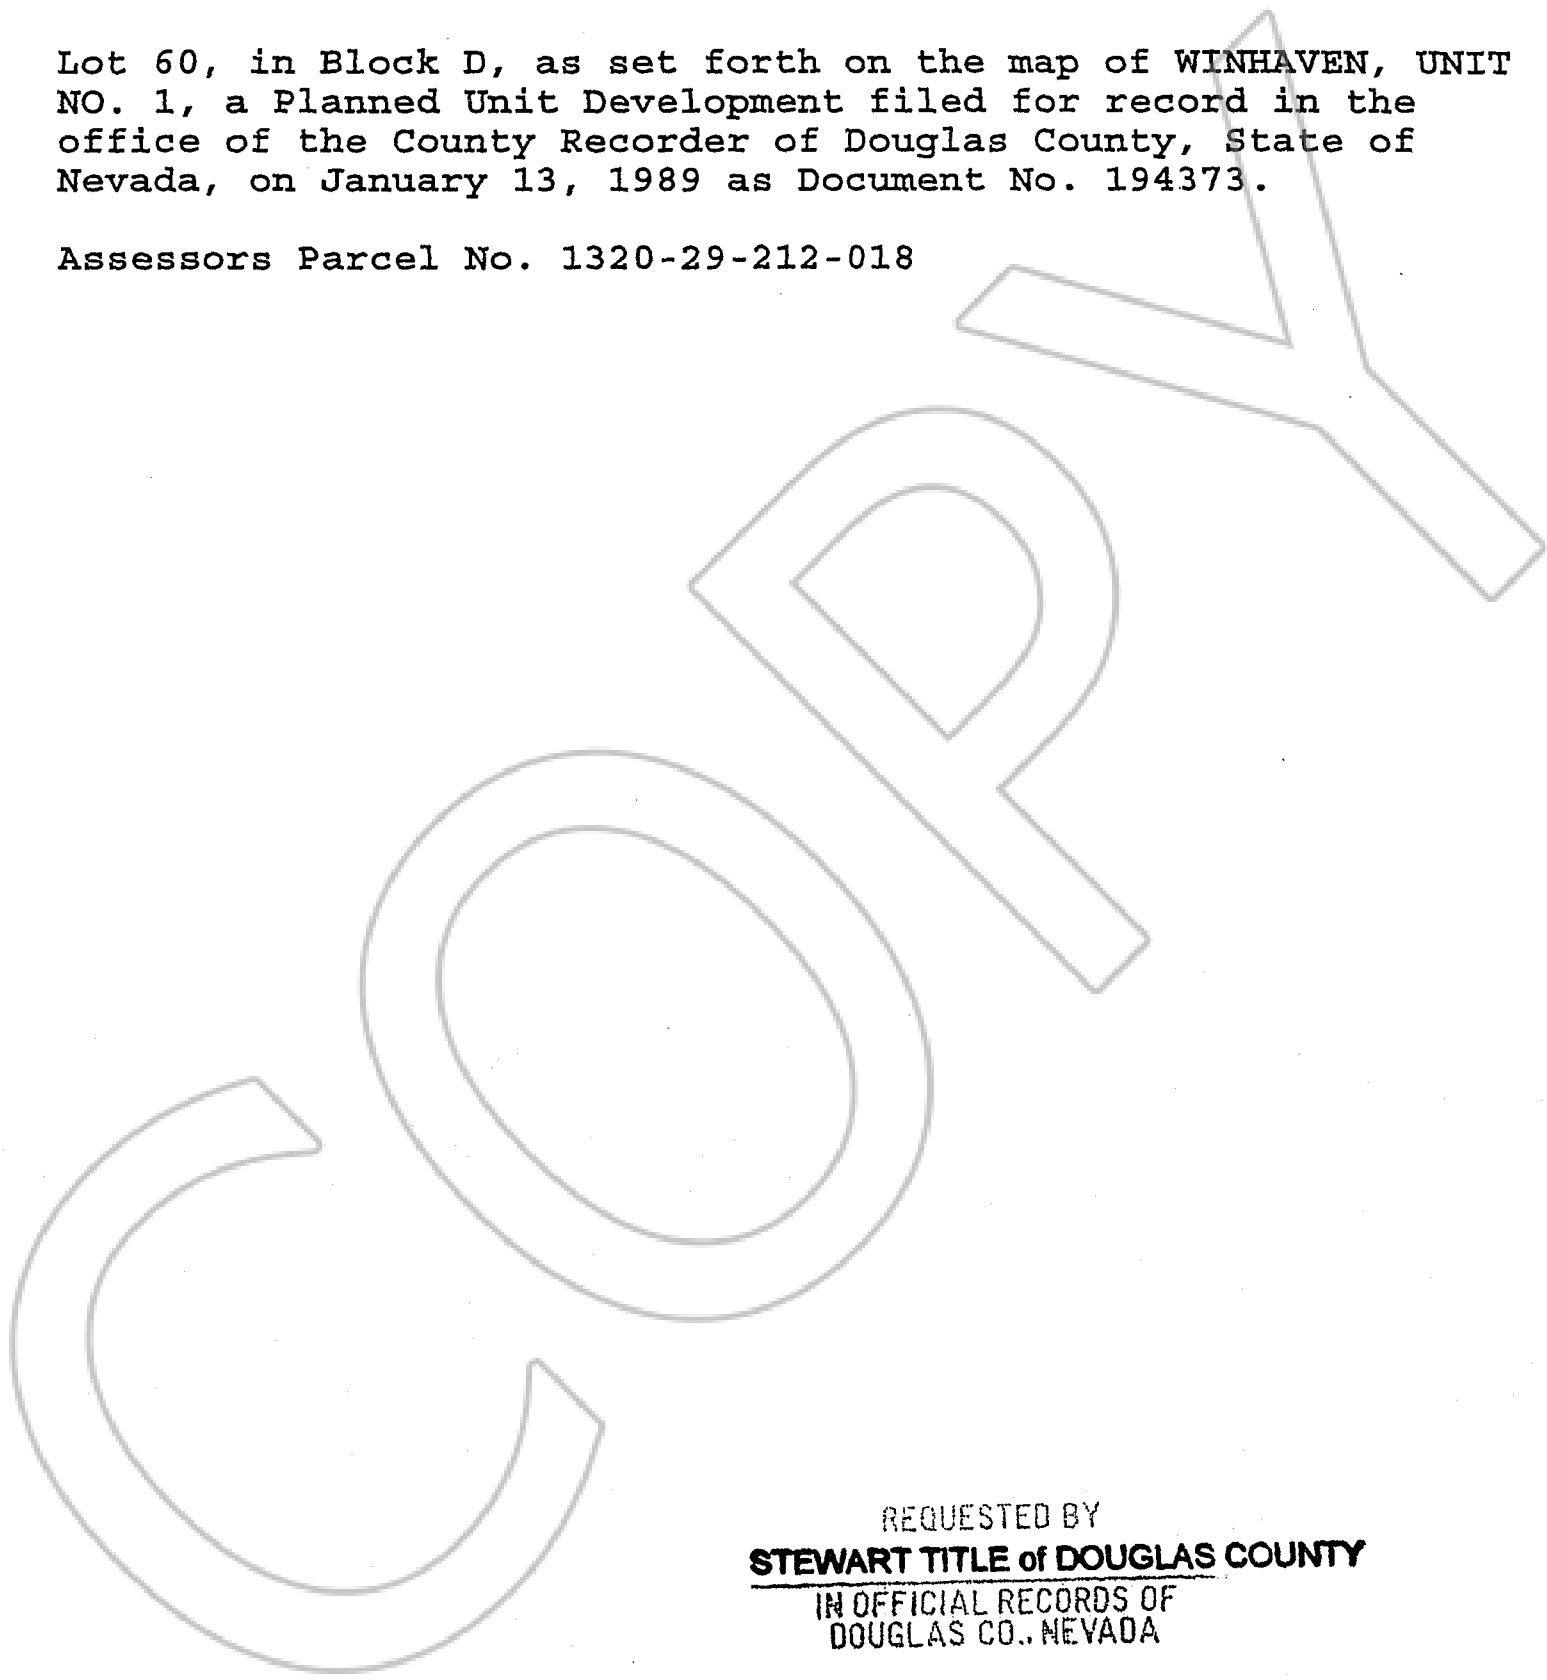 Lot 60, in Block D, as set forth on the map of WINHAVEN, UNIT
NO. 1, a Planned Unit Development filed for record in the
office of the County Recorder of Douglas County, State of
Nevada, on January 13, 1989 as Document No. 194373.
Assessors Parcel No. 1320-29-212-018
COPY
REQUESTED BY
STEWART TITLE of DOUGLAS COUNTY
IN OFFICIAL RECORDS OF
DOUGLAS CO., NEVADA